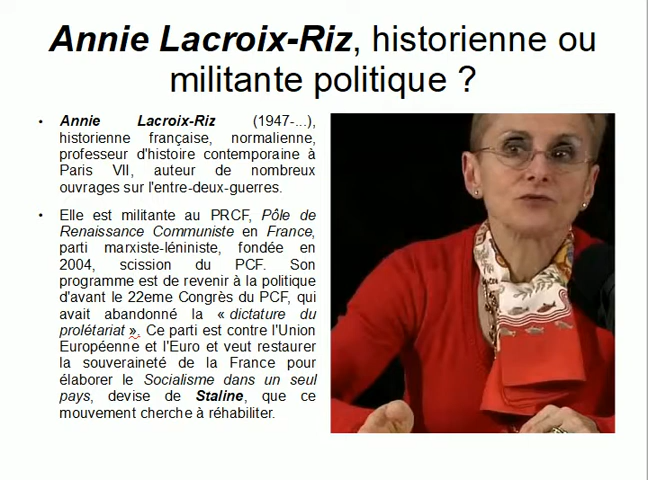 Annie Lacroix-Riz, historienne ou
militante politique ?
• Annie Lacroix-Riz (1947-...),
historienne française, normalienne,
professeur d'histoire contemporaine à
Paris VII, auteur de nombreux
ouvrages sur l'entre-deux-guerres.
• Elle est militante au PRCF, Pôle de
Renaissance Communiste en France,
parti marxiste-léniniste, fondée en
2004, scission du PCF. Son
programme est de revenir à la politique
d'avant le 22eme Congrès du PCF, qui
avait abandonné la « dictature du
prolétariat ». Ce parti est contre l'Union
Européenne et l'Euro et veut restaurer
la souveraineté de la France pour
élaborer le Socialisme dans un seul
pays, devise de Staline, que ce
mouvement cherche à réhabiliter.